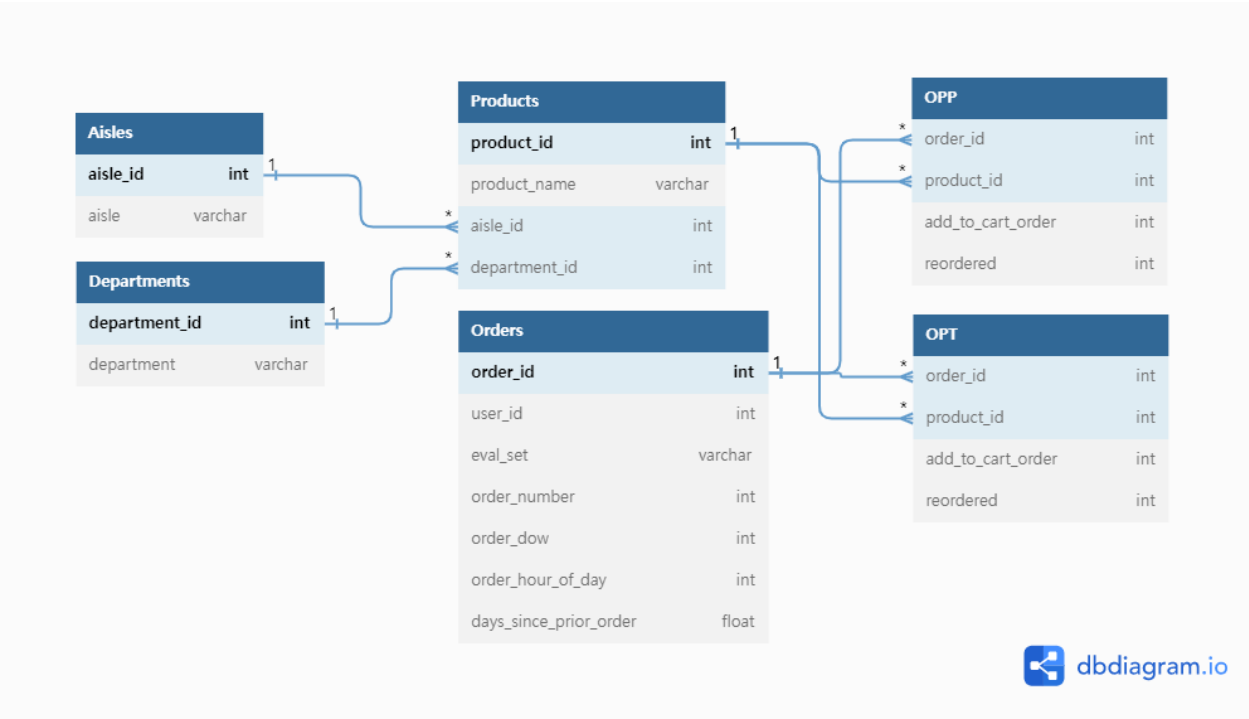 Aisles
aisle_id int
aisle varchar
1
Departments
department_id int
department varchar
1
Products
product_id int
product_name varchar
aisle_id int
department_id int
1
*
*
Orders
order_id int
user_id int
eval_set varchar
order_number int
order_dow int
order_hour_of_day int
days_since_prior_order float
1
OPP
order_id int
product_id int
add_to_cart_order int
reordered int
*
*
OPT
order_id int
product_id int
add_to_cart_order int
reordered int
*
*
dbdiagram.io